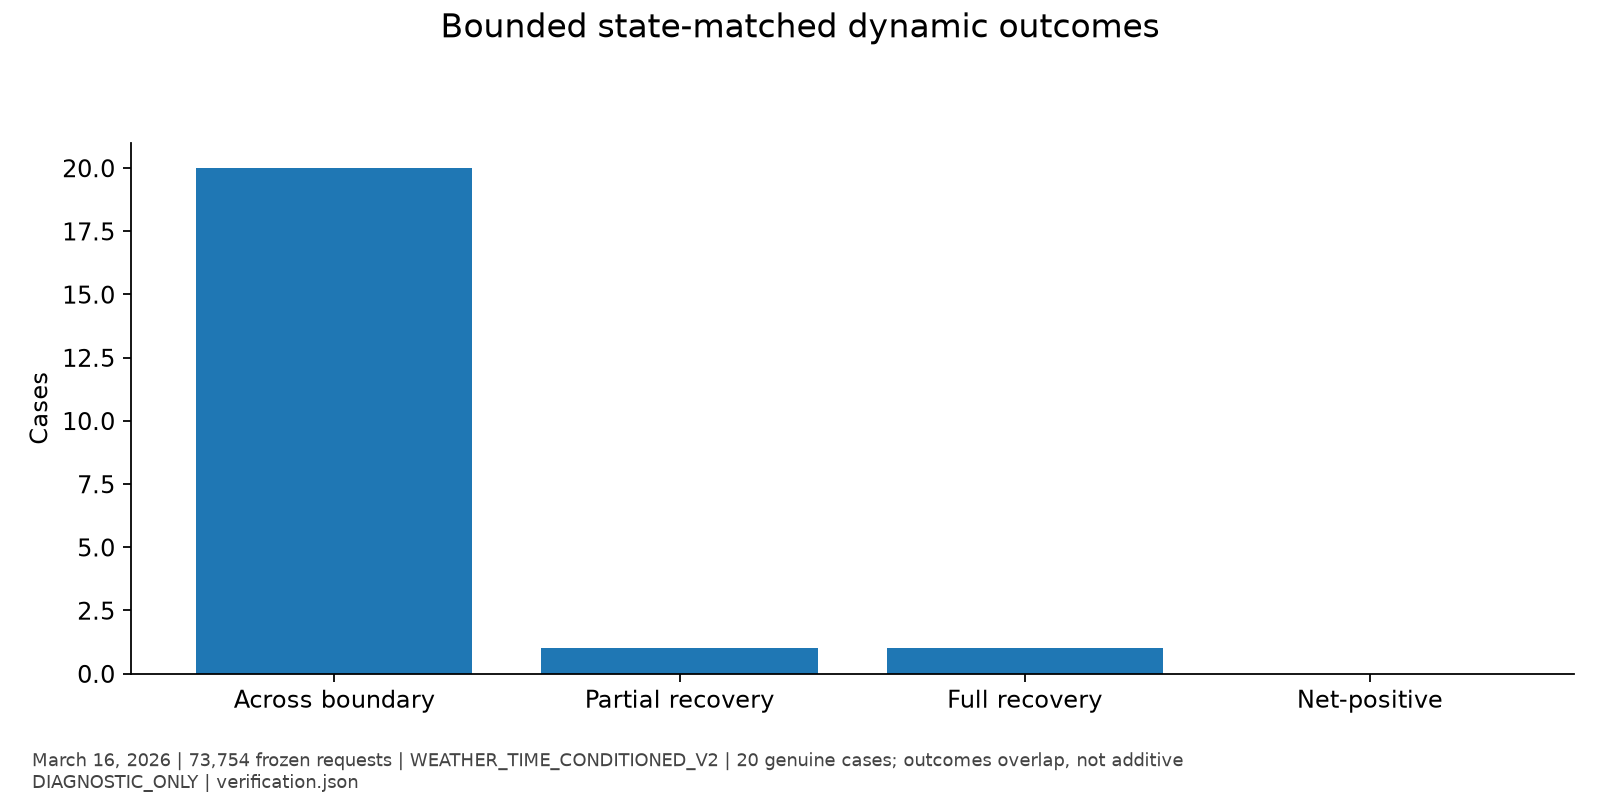 Bounded state-matched dynamic outcomes
20.0
17.5
15.0
12.5
10.0
7.5
5.0
2.5
0.0
Cases
Across boundary
Partial recovery
Full recovery
Net-positive
March 16, 2026 | 73,754 frozen requests | WEATHER_TIME_CONDITIONED_V2 | 20 genuine cases; outcomes overlap, not additive
DIAGNOSTIC_ONLY | verification.json